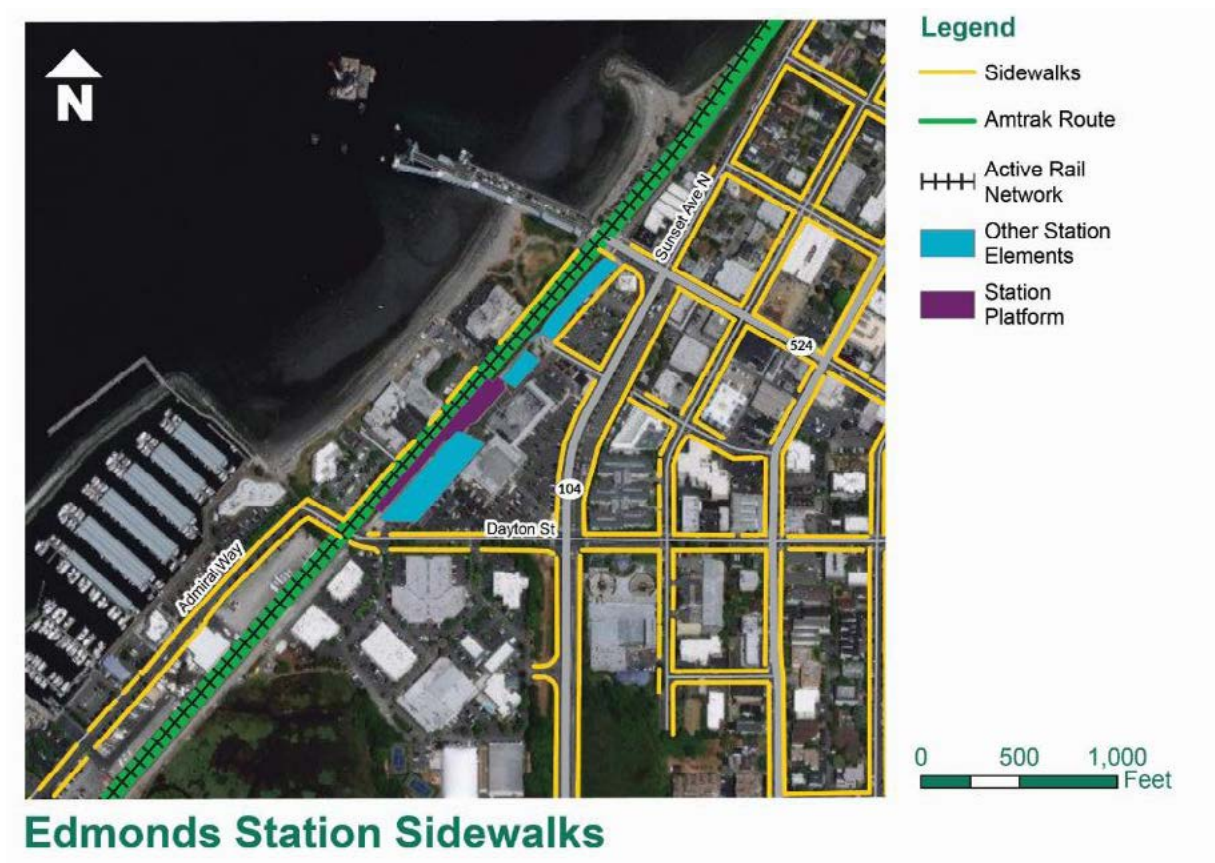 N
Sunset Ave N
524
104
Dayton St
Admiral Way
Legend
Sidewalks
Amtrak Route
Active Rail
Network
Other Station
Elements
Station
Platform
0 500 1,000
Feet
Edmonds Station Sidewalks